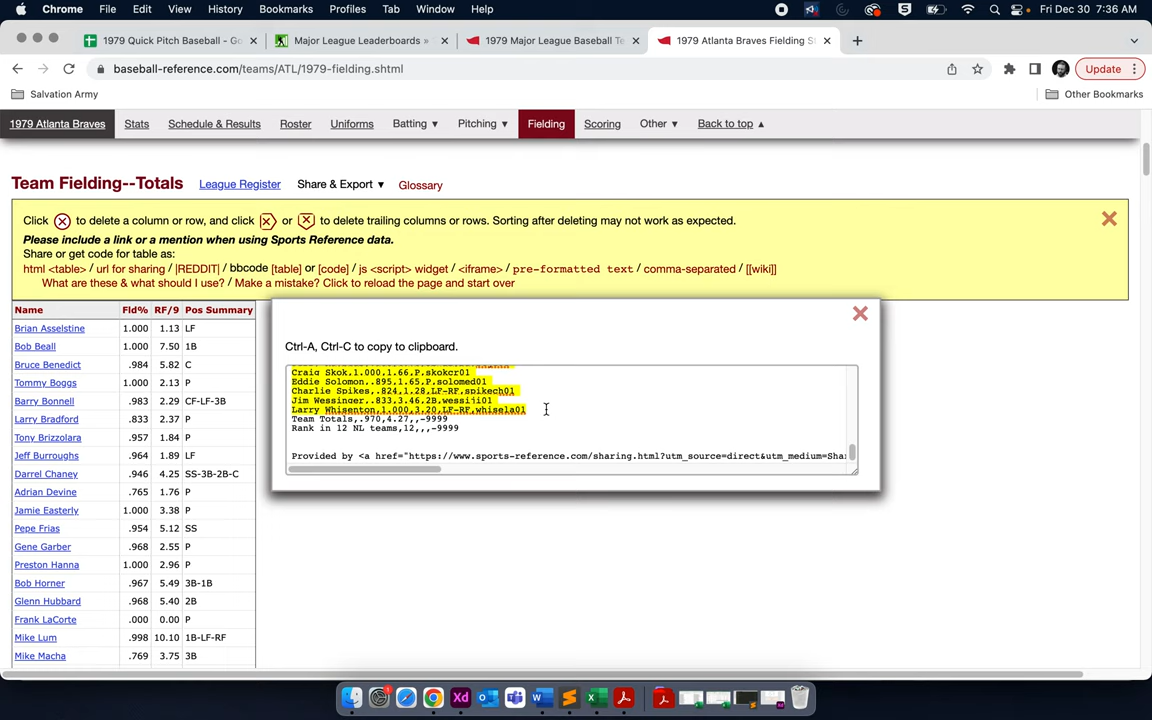 Chrome File Edit View History Bookmarks Profiles Tab Window Help Fri Dec 30 7:36 AM
1979 Quick Pitch Baseball - Go Major League Leaderboards » 1979 Major League Baseball Te 1979 Atlanta Braves Fielding S
baseball-reference.com/teams/ATL/1979-fielding.shtml Update
Salvation Army Other Bookmarks
1979 Atlanta Braves Stats Schedule & Results Roster Uniforms Batting ▼ Pitching ▼ Fielding Scoring Other ▼ Back to top ▲
Team Fielding--Totals League Register Share & Export ▼ Glossary
Click to delete a column or row, and click or to delete trailing columns or rows. Sorting after deleting may not work as expected.
Please include a link or a mention when using Sports Reference data.
Share or get code for table as:
html <table> / url for sharing / |REDDIT| / bbcode [table] or [code] / js <script> widget / <iframe> / pre-formatted text / comma-separated / [[wiki]]
What are these & what should I use? / Make a mistake? Click to reload the page and start over
Name Fld% RF/9 Pos Summary
Brian Asselstine 1.000 1.13 LF
Bob Beall 1.000 7.50 1B
Bruce Benedict .984 5.82 C
Tommy Boggs 1.000 2.13 P
Barry Bonnell .983 2.29 CF-LF-3B
Larry Bradford .833 2.37 P
Tony Brizzolara .957 1.84 P
Jeff Burroughs .964 1.89 LF
Darrel Chaney .946 4.25 SS-3B-2B-C
Adrian Devine .765 1.76 P
Jamie Easterly 1.000 3.38 P
Pepe Frias .954 5.12 SS
Gene Garber .968 2.55 P
Preston Hanna 1.000 2.96 P
Bob Horner .967 5.49 3B-1B
Glenn Hubbard .968 5.40 2B
Frank LaCorte .000 0.00 P
Mike Lum .998 10.10 1B-LF-RF
Mike Macha .769 3.75 3B
Ctrl-A, Ctrl-C to copy to clipboard.
Craig Skok,1.000,1.66,P,skokcr01
Eddie Solomon,.895,1.65,P,solomed01
Charlie Spikes,.824,1.28,LF-RF,spikech01
Jim Wessinger,.833,3.46,2B,wessiji01
Larry Whisenton,1.000,3.20,LF-RF,whisela01
Team Totals,.970,4.27,,-9999
Rank in 12 NL teams,12,,,-9999
Provided by <a href="https://www.sports-reference.com/sharing.html?utm_source=direct&utm_medium=Shar